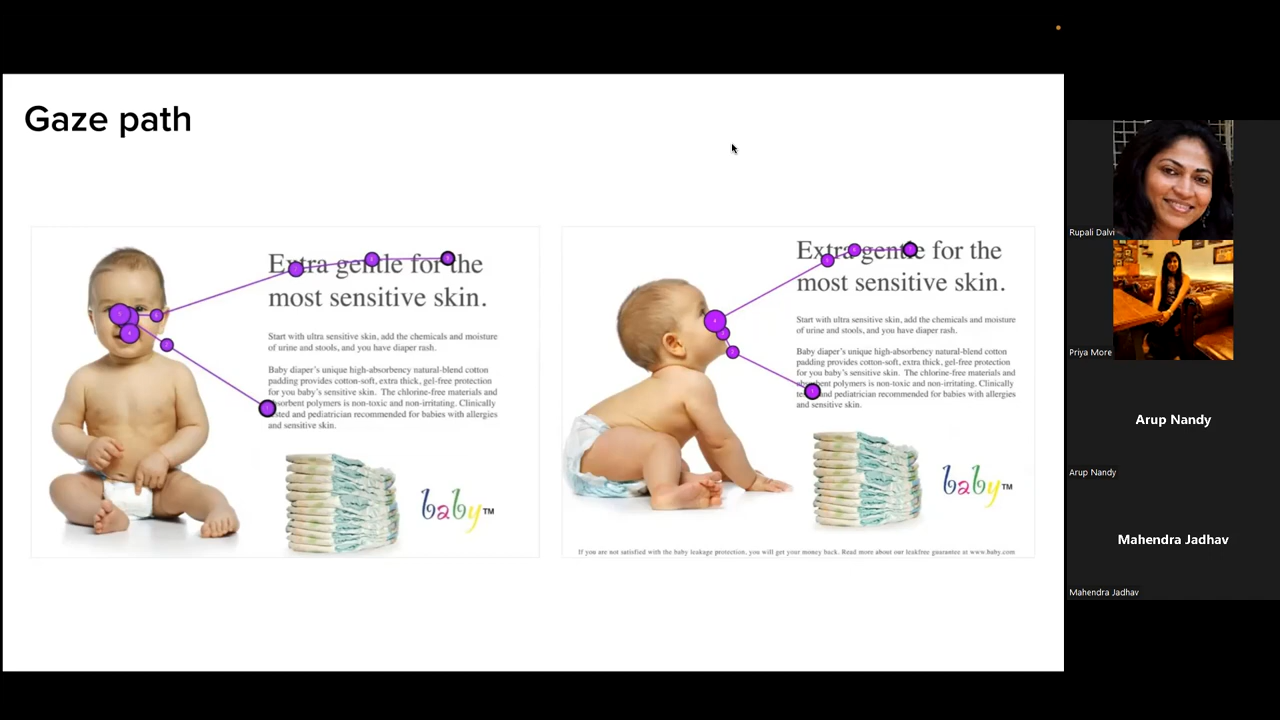 Gaze path
Extra gentle for the
most sensitive skin.
Start with ultra sensitive skin, add the chemicals and moisture
of urine and stools, and you have diaper rash.
Baby diaper's unique high-absorbency natural-blend cotton
padding provides cotton-soft, extra thick, gel-free protection
for you baby's sensitive skin. The chlorine-free materials and
absorbent polymers is non-toxic and non-irritating. Clinically
tested and pediatrician recommended for babies with allergies
and sensitive skin.
baby™
Extra gentle for the
most sensitive skin.
Start with ultra sensitive skin, add the chemicals and moisture
of urine and stools, and you have diaper rash.
Baby diaper's unique high-absorbency natural-blend cotton
padding provides cotton-soft, extra thick, gel-free protection
for you baby's sensitive skin. The chlorine-free materials and
absorbent polymers is non-toxic and non-irritating. Clinically
tested and pediatrician recommended for babies with allergies
and sensitive skin.
baby™
If you are not satisfied with the baby leakage protection, you will get your money back. Read more about our leakfree guarantee at www.baby.com
Rupali Dalvi
Priya More
Arup Nandy
Arup Nandy
Mahendra Jadhav
Mahendra Jadhav